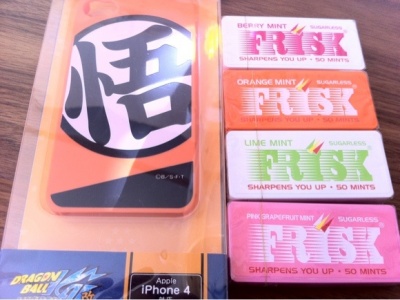 悟
©B/S・F・T
DRAGON
BALL
Apple
iPhone 4
BERRY MINT SUGARLESS
FRISK
SHARPENS YOU UP • 50 MINTS
ORANGE MINT SUGARLESS
FRISK
SHARPENS YOU UP • 50 MINTS
LIME MINT SUGARLESS
FRISK
SHARPENS YOU UP • 50 MINTS
PINK GRAPEFRUIT MINT SUGARLESS
FRISK
SHARPENS YOU UP • 50 MINTS